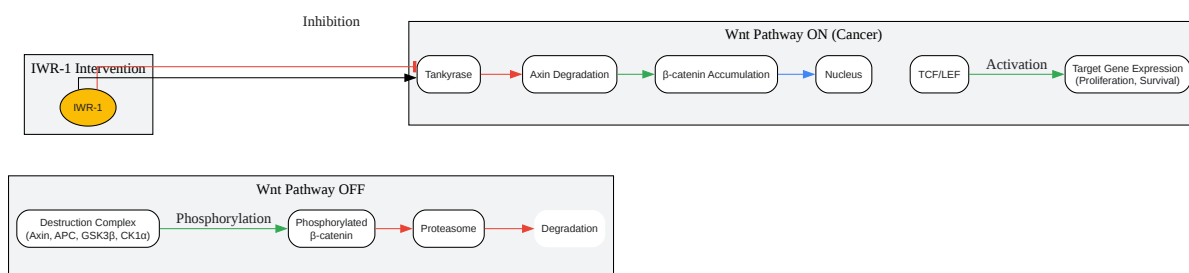 Inhibition
Wnt Pathway ON (Cancer)
IWR-1 Intervention
IWR-1
Tankyrase
Axin Degradation
β-catenin Accumulation
Nucleus
TCF/LEF
Activation
Target Gene Expression
(Proliferation, Survival)
Wnt Pathway OFF
Destruction Complex
(Axin, APC, GSK3β, CK1α)
Phosphorylation
Phosphorylated
β-catenin
Proteasome
Degradation